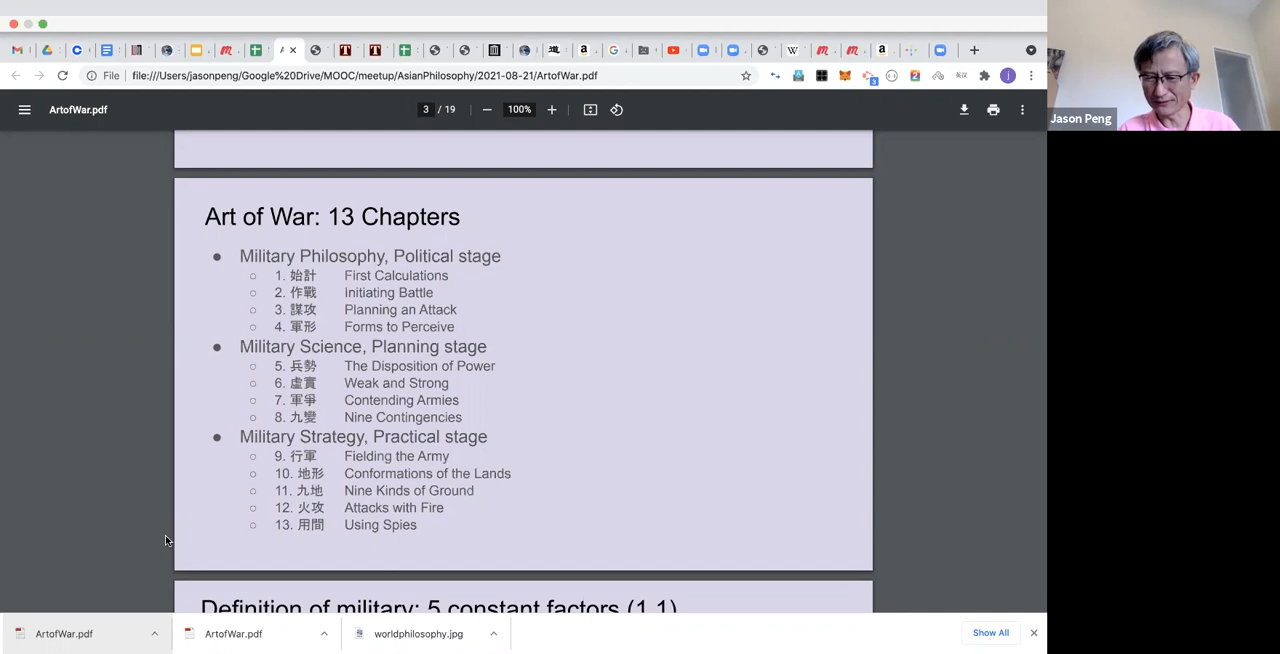 File
file:///Users/jasonpeng/Google%20Drive/MOOC/meetup/AsianPhilosophy/2021-08-21/ArtofWar.pdf
ArtofWar.pdf
3 / 19
100%
Jason Peng
Art of War: 13 Chapters
Military Philosophy, Political stage
1. 始計 First Calculations
2. 作戰 Initiating Battle
3. 謀攻 Planning an Attack
4. 軍形 Forms to Perceive
Military Science, Planning stage
5. 兵勢 The Disposition of Power
6. 虛實 Weak and Strong
7. 軍爭 Contending Armies
8. 九變 Nine Contingencies
Military Strategy, Practical stage
9. 行軍 Fielding the Army
10. 地形 Conformations of the Lands
11. 九地 Nine Kinds of Ground
12. 火攻 Attacks with Fire
13. 用間 Using Spies
Definition of military: 5 constant factors (1.1)
ArtofWar.pdf
ArtofWar.pdf
worldphilosophy.jpg
Show All